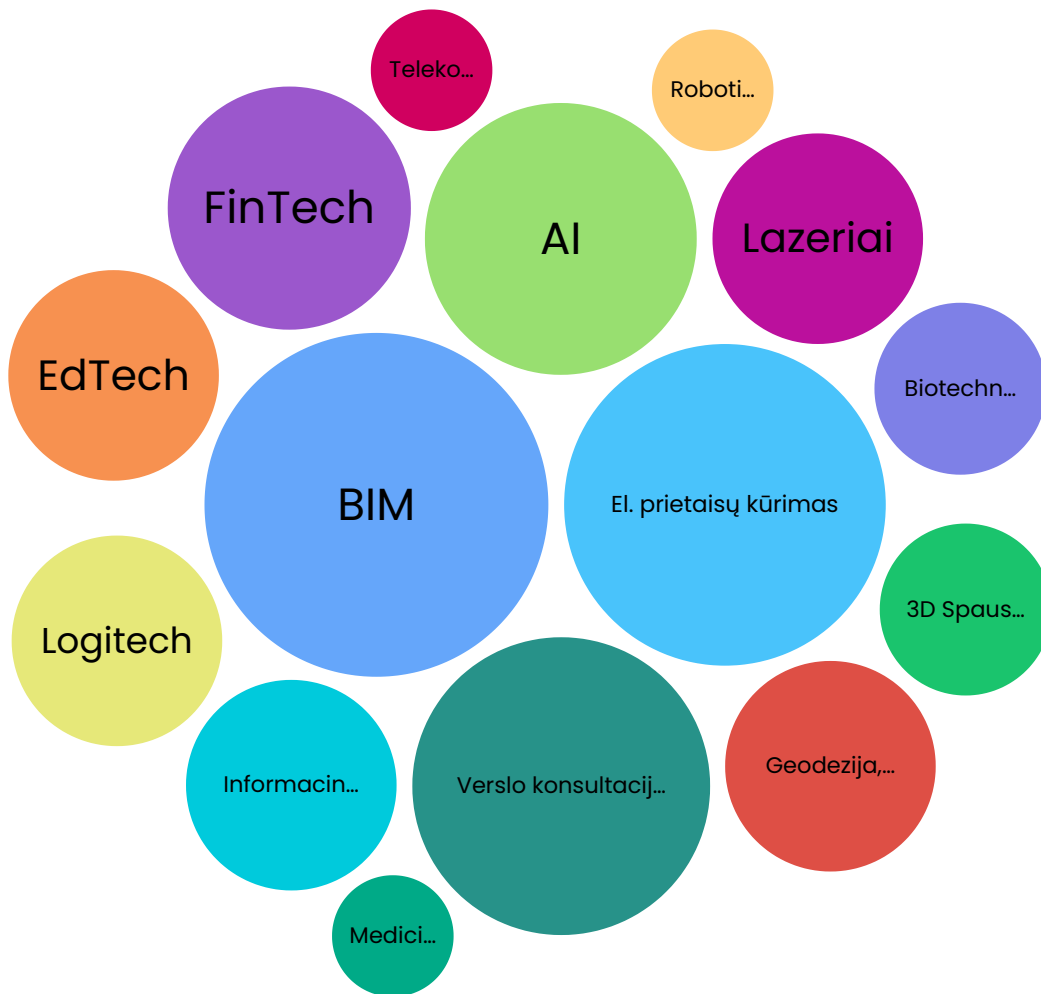 Teleko...
Roboti...
FinTech
AI
Lazeriai
EdTech
Biotechn...
BIM
El. prietaisų kūrimas
3D Spaus...
Logitech
Geodezija,...
Informacin...
Verslo konsultacij...
Medici...